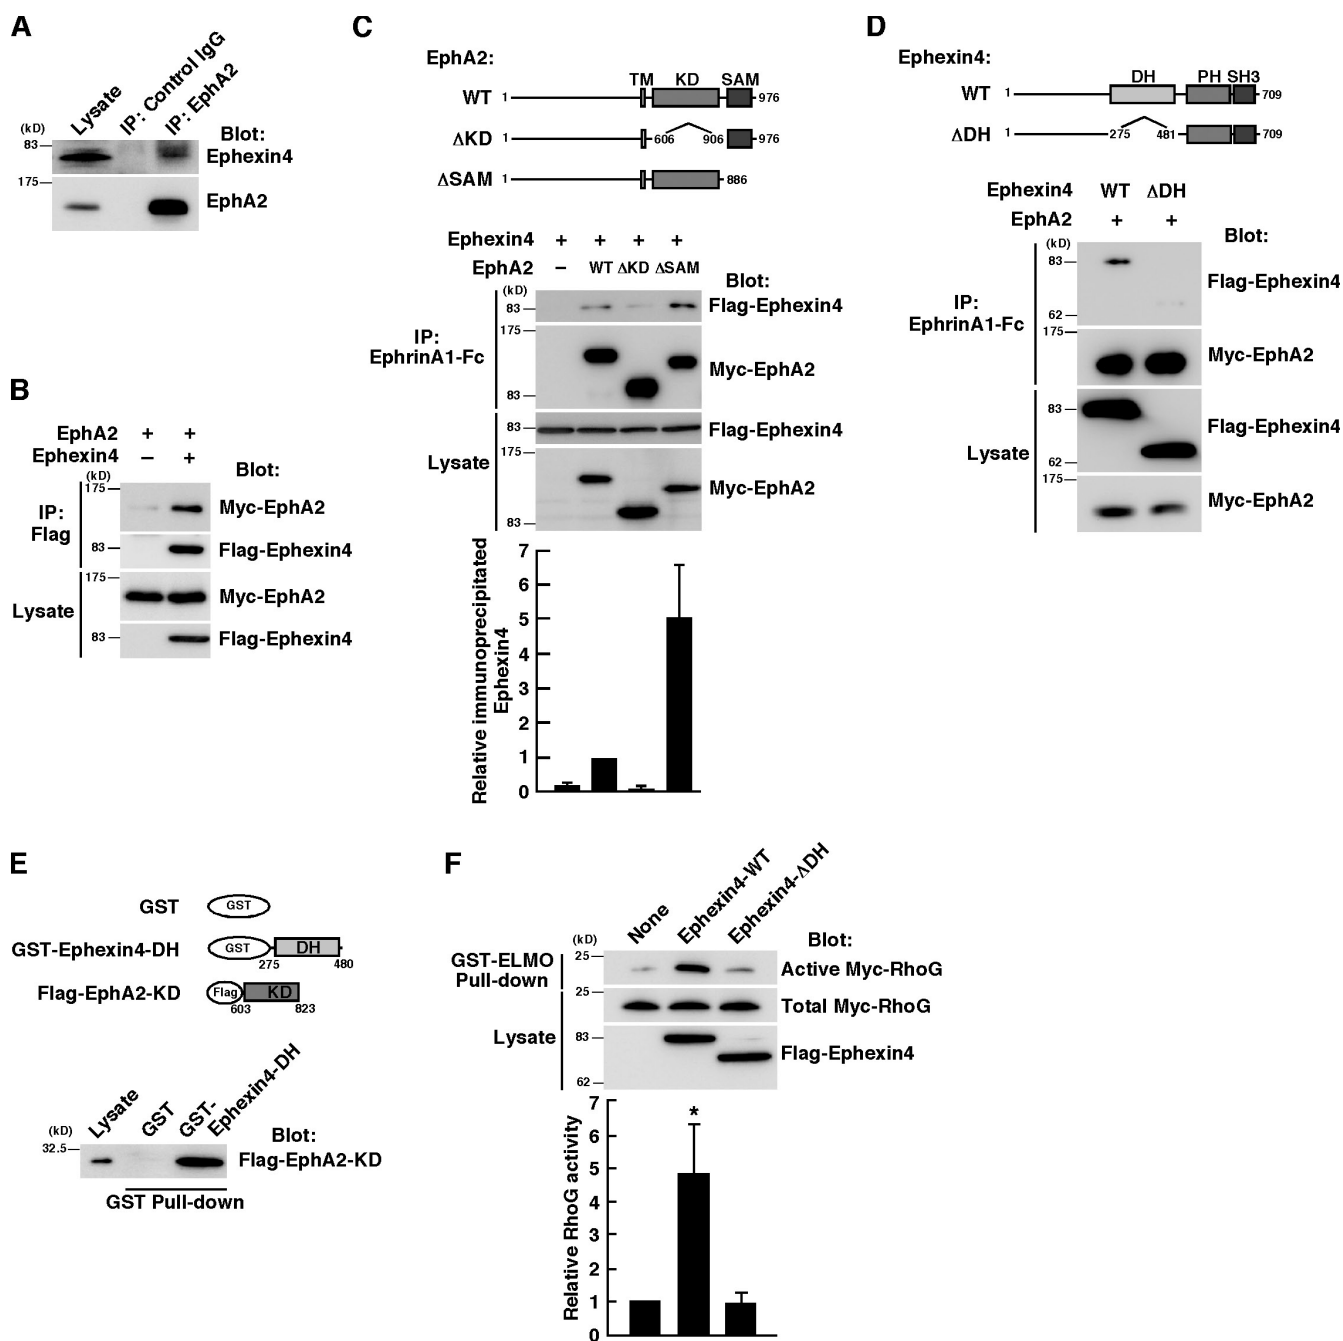 A
Lysate
IP: Control IgG
IP: EphA2
(kD)
Blot:
83
Ephexin4
175
EphA2
B
EphA2 + +
Ephexin4 − +
(kD)
Blot:
IP:
Flag
175
Myc-EphA2
83
Flag-Ephexin4
Lysate
175
Myc-EphA2
83
Flag-Ephexin4
C
EphA2:
TM KD SAM
WT 1 976
ΔKD 1 606 906 976
ΔSAM 1 886
Ephexin4 + + + +
EphA2 − WT ΔKD ΔSAM
(kD)
Blot:
IP:
EphrinA1-Fc
83
Flag-Ephexin4
175
Myc-EphA2
83
Lysate
83
Flag-Ephexin4
175
Myc-EphA2
83
Relative immunoprecipitated
Ephexin4
7
6
5
4
3
2
1
0
D
Ephexin4:
DH PH SH3
WT 1 709
ΔDH 1 275 481 709
Ephexin4 WT ΔDH
EphA2 + +
(kD)
Blot:
IP:
EphrinA1-Fc
83
Flag-Ephexin4
62
175
Myc-EphA2
Lysate
83
Flag-Ephexin4
62
175
Myc-EphA2
E
GST GST
GST-Ephexin4-DH GST DH
275 480
Flag-EphA2-KD Flag KD
603 823
Lysate
GST
GST-
Ephexin4-DH
(kD)
Blot:
32.5
Flag-EphA2-KD
GST Pull-down
F
None
Ephexin4-WT
Ephexin4-ΔDH
(kD)
Blot:
GST-ELMO
Pull-down
25
Active Myc-RhoG
Lysate
25
Total Myc-RhoG
83
Flag-Ephexin4
62
Relative RhoG activity
7
6
5
4
3
2
1
0
*